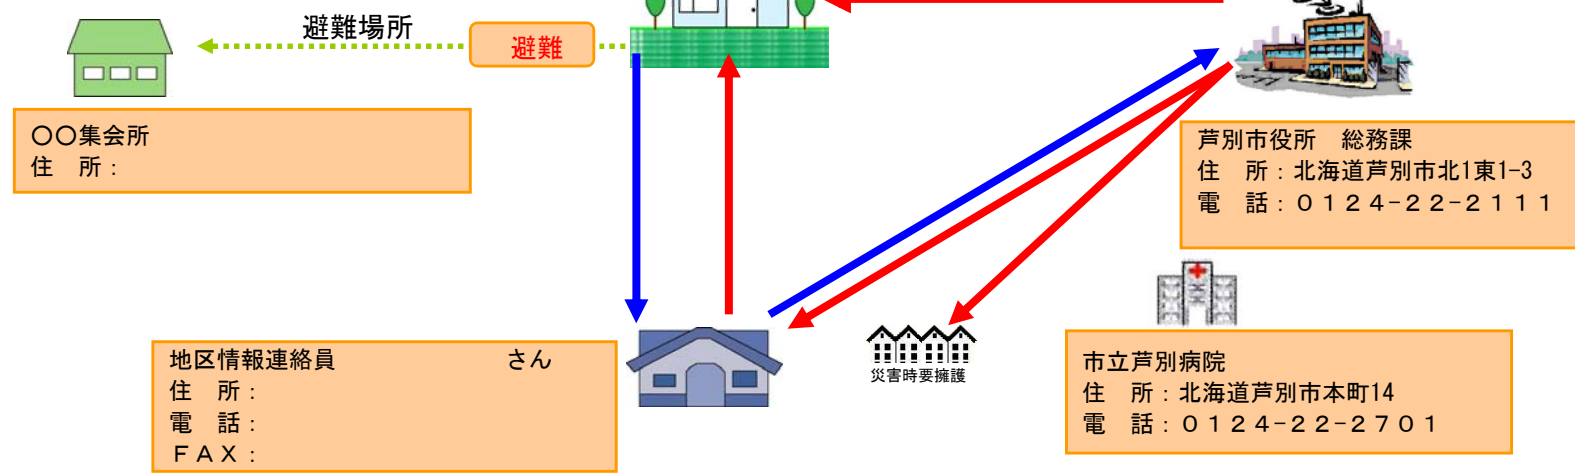 避難場所
避難
〇〇集会所
住　所：
芦別市役所　総務課
住　所：北海道芦別市北1東1-3
電　話：０１２４-２２-２１１１
地区情報連絡員　　　　　　　さん
住　所：
電　話：
ＦＡＸ：
災害時要擁護
市立芦別病院
住　所：北海道芦別市本町14
電　話：０１２４-２２-２７０１